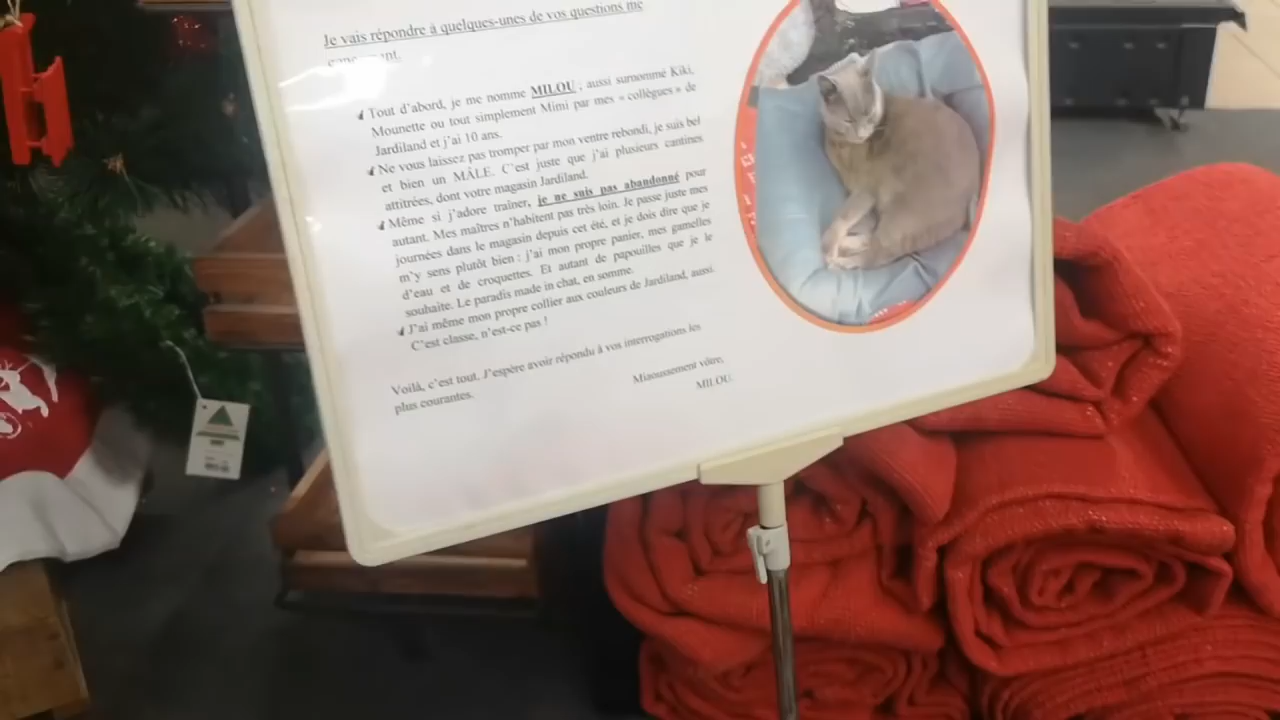 Je vais répondre à quelques-unes de vos questions me
Tout d'abord, je me nomme MILOU ; aussi surnommé Kiki,
Mounette ou tout simplement Mimi par mes « collègues » de
Jardiland et j'ai 10 ans.
Ne vous laissez pas tromper par mon ventre rebondi, je suis bel
et bien un MÂLE. C'est juste que j'ai plusieurs cantines
attitrées, dont votre magasin Jardiland.
Même si j'adore traîner, je ne suis pas abandonné pour
autant. Mes maîtres n'habitent pas très loin. Je passe juste mes
journées dans le magasin depuis cet été, et je dois dire que je
m'y sens plutôt bien : j'ai mon propre panier, mes gamelles
d'eau et de croquettes. Et autant de papouilles que je le
souhaite. Le paradis made in chat, en somme.
J'ai même mon propre collier aux couleurs de Jardiland, aussi.
C'est classe, n'est-ce pas !
Voilà, c'est tout. J'espère avoir répondu à vos interrogations les
plus courantes.
Miaoussement vôtre,
MILOU.